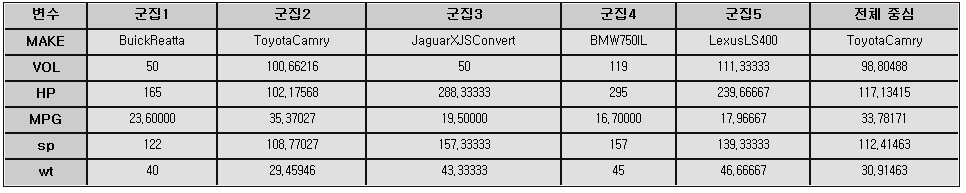 변수 군집1 군집2 군집3 군집4 군집5 전체 중심
MAKE BuickReatta ToyotaCamry JaguarXJSConvert BMW750IL LexusLS400 ToyotaCamry
VOL 50 100,66216 50 119 111,33333 98,80488
HP 165 102,17568 288,33333 295 239,66667 117,13415
MPG 23,60000 35,37027 19,50000 16,70000 17,96667 33,78171
sp 122 108,77027 157,33333 157 139,33333 112,41463
wt 40 29,45946 43,33333 45 46,66667 30,91463